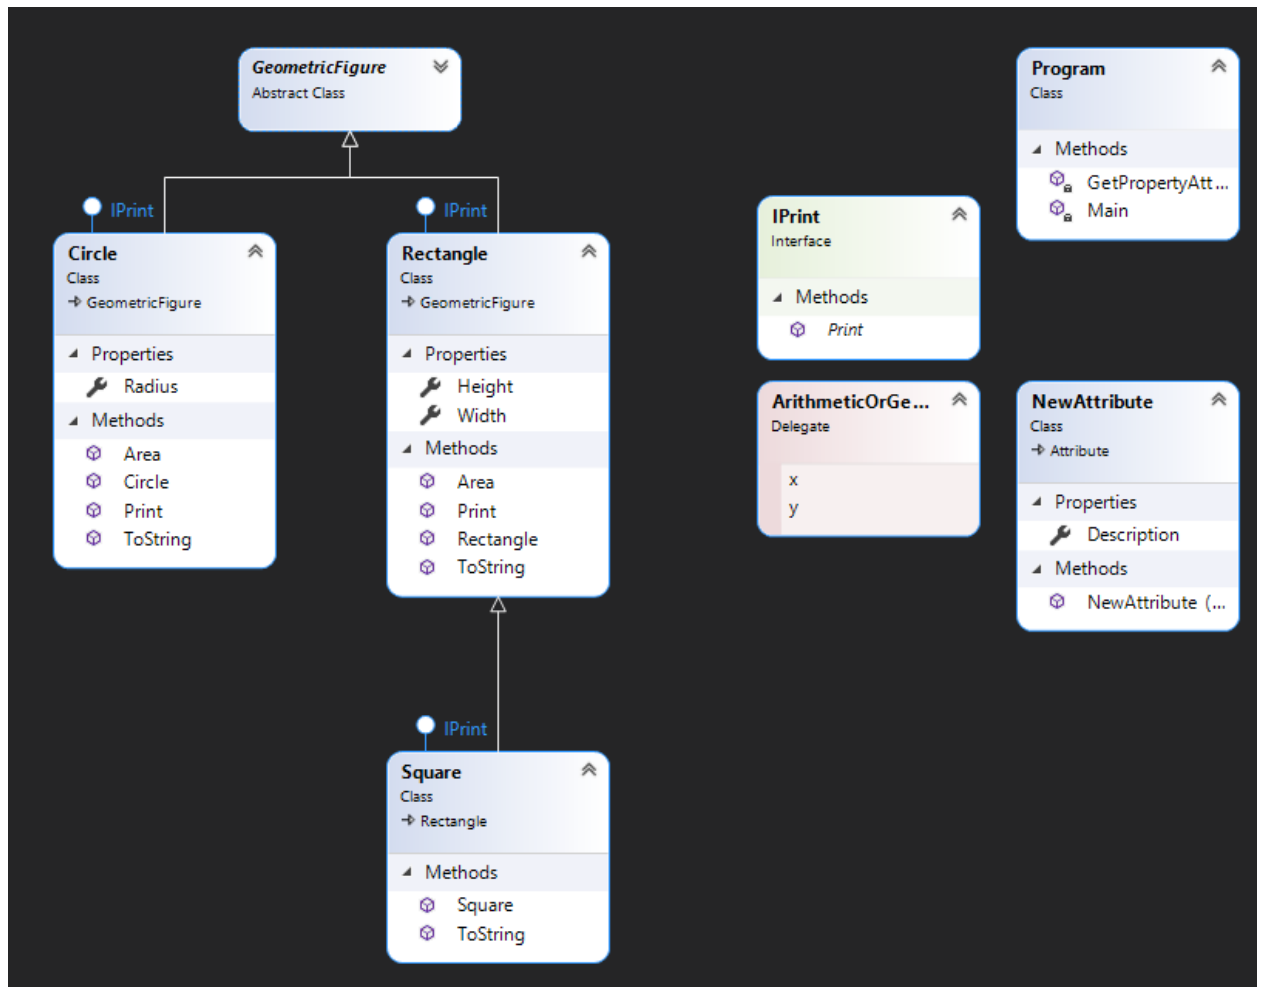 GeometricFigure
Abstract Class
IPrint
Circle
Class
GeometricFigure
Properties
Radius
Methods
Area
Circle
Print
ToString
IPrint
Rectangle
Class
GeometricFigure
Properties
Height
Width
Methods
Area
Print
Rectangle
ToString
IPrint
Square
Class
Rectangle
Methods
Square
ToString
IPrint
Interface
Methods
Print
ArithmeticOrGe...
Delegate
x
y
Program
Class
Methods
GetPropertyAtt...
Main
NewAttribute
Class
Attribute
Properties
Description
Methods
NewAttribute (...